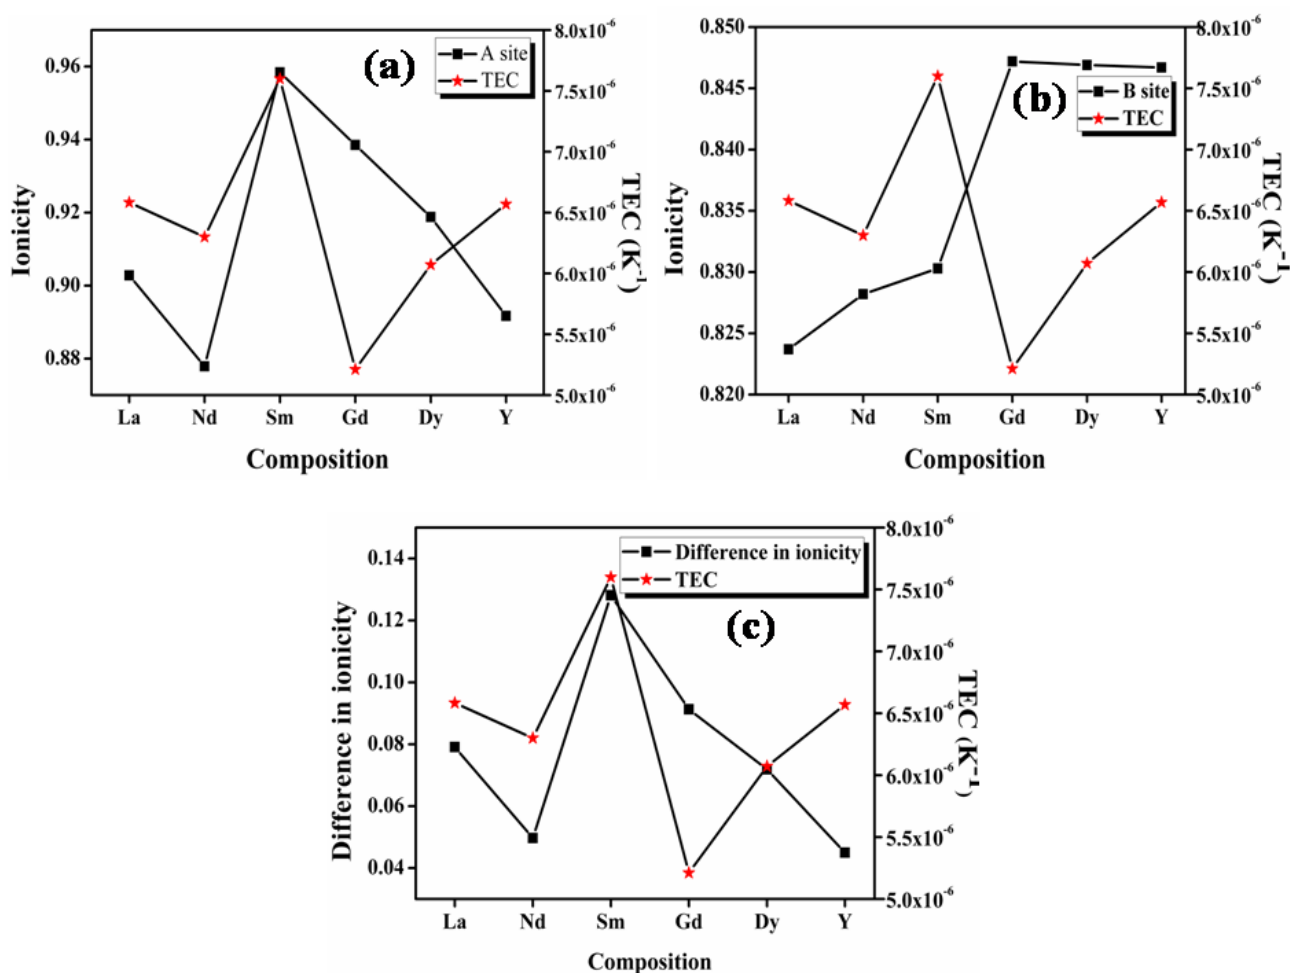 (a)
A site
TEC
Ionicity
0.96
0.94
0.92
0.90
0.88
8.0x10⁻⁶
7.5x10⁻⁶
7.0x10⁻⁶
6.5x10⁻⁶
6.0x10⁻⁶
5.5x10⁻⁶
5.0x10⁻⁶
TEC (K⁻¹)
La Nd Sm Gd Dy Y
Composition
(b)
B site
TEC
Ionicity
0.850
0.845
0.840
0.835
0.830
0.825
0.820
8.0x10⁻⁶
7.5x10⁻⁶
7.0x10⁻⁶
6.5x10⁻⁶
6.0x10⁻⁶
5.5x10⁻⁶
5.0x10⁻⁶
TEC (K⁻¹)
La Nd Sm Gd Dy Y
Composition
Difference in ionicity
TEC
(c)
Difference in ionicity
0.14
0.12
0.10
0.08
0.06
0.04
8.0x10⁻⁶
7.5x10⁻⁶
7.0x10⁻⁶
6.5x10⁻⁶
6.0x10⁻⁶
5.5x10⁻⁶
5.0x10⁻⁶
TEC (K⁻¹)
La Nd Sm Gd Dy Y
Composition